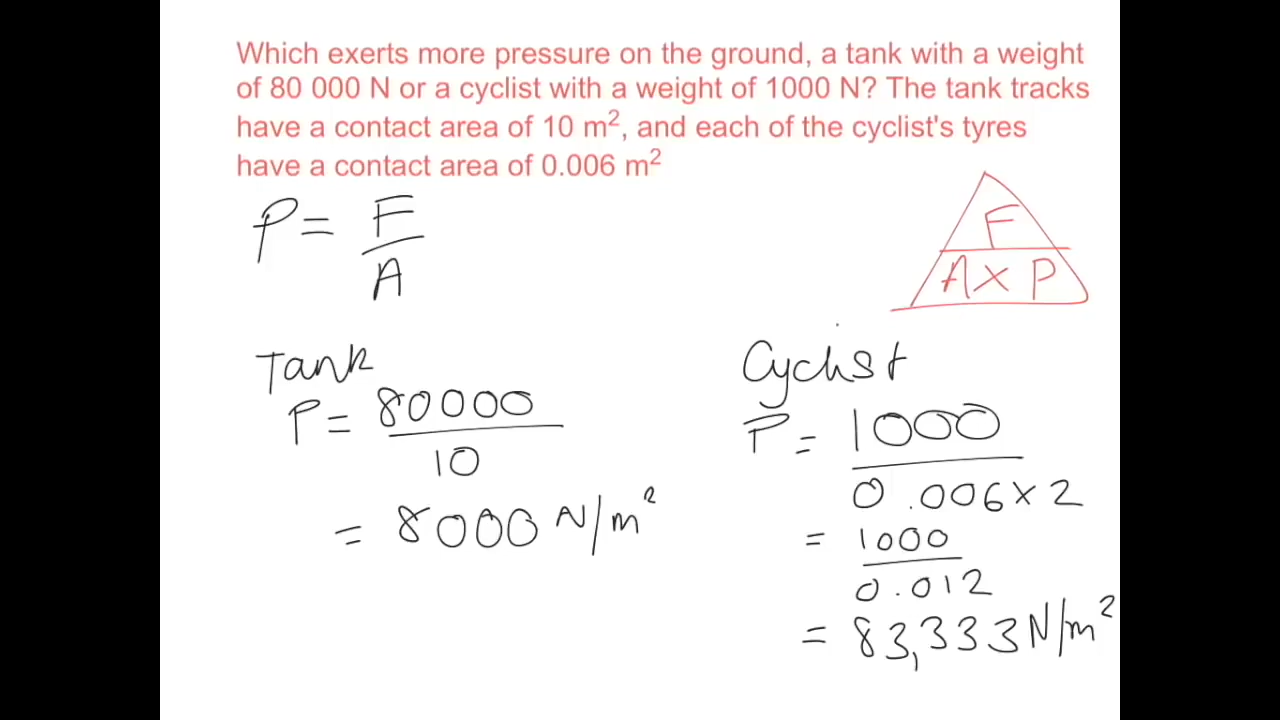 Which exerts more pressure on the ground, a tank with a weight
of 80 000 N or a cyclist with a weight of 1000 N? The tank tracks
have a contact area of 10 m², and each of the cyclist's tyres
have a contact area of 0.006 m²
P = F
A
F
A × P
Tank
P = 80000
10
= 8000 N/m²
Cyclist
P = 1000
0.006 × 2
= 1000
0.012
= 83,333 N/m²